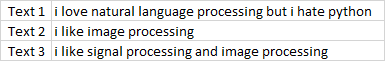 Text 1 i love natural language processing but i hate python
Text 2 i like image processing
Text 3 i like signal processing and image processing